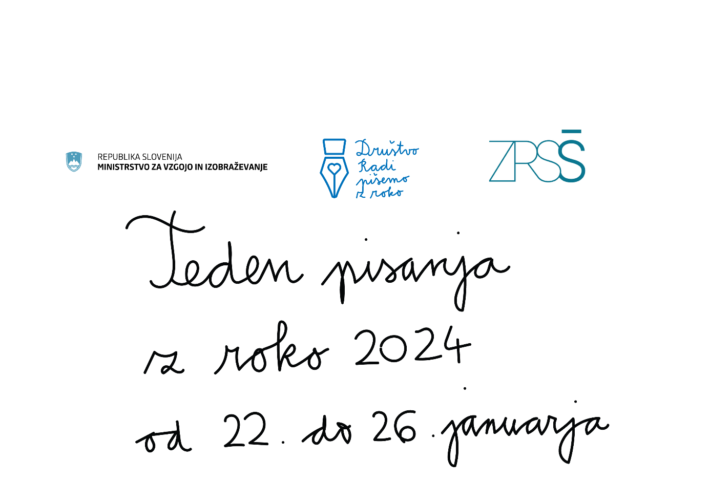 REPUBLIKA SLOVENIJA
MINISTRSTVO ZA VZGOJO IN IZOBRAŽEVANJE
Društvo
Radi
pišemo
z roko
ZRSŠ
Teden pisanja
z roko 2024
od 22. do 26. januarja